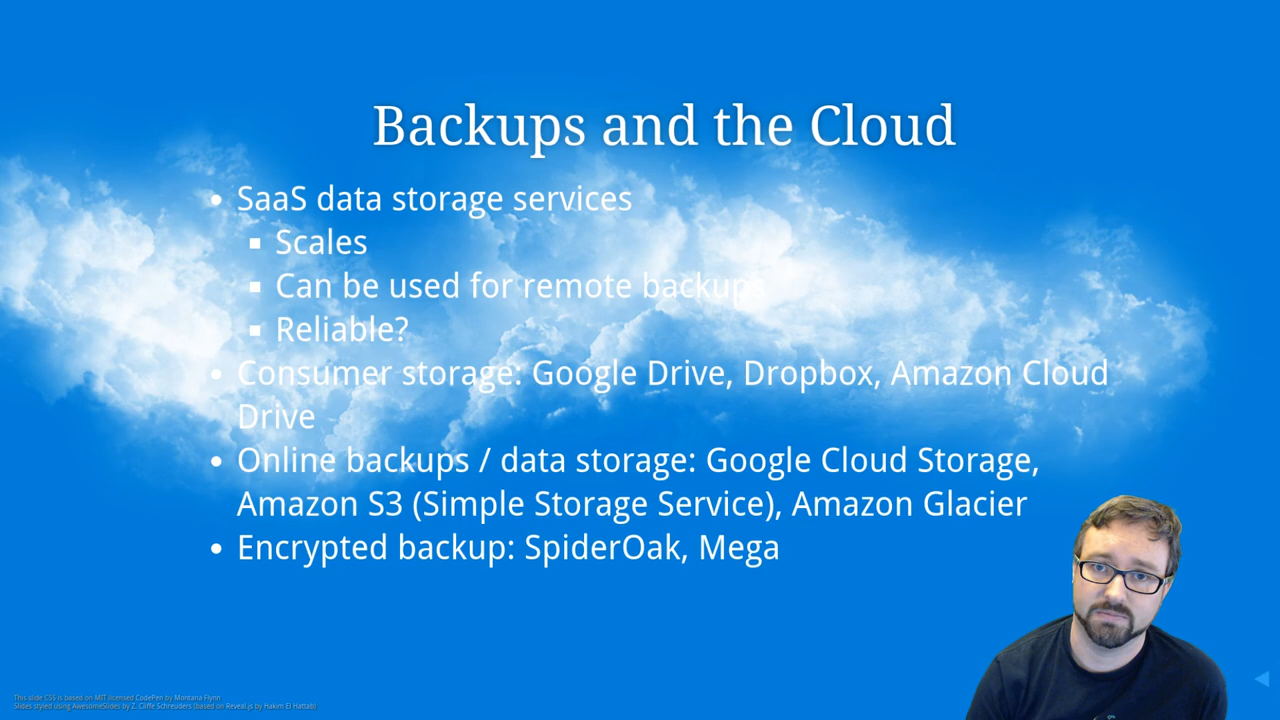 Backups and the Cloud
• SaaS data storage services
▪ Scales
▪ Can be used for remote backups
▪ Reliable?
• Consumer storage: Google Drive, Dropbox, Amazon Cloud
Drive
• Online backups / data storage: Google Cloud Storage,
Amazon S3 (Simple Storage Service), Amazon Glacier
• Encrypted backup: SpiderOak, Mega
This slide CSS is based on MIT licensed CodePen by Montana Flynn
Slides styled using AwesomeSlides by Z. Cliffe Schreuders (based on Reveal.js by Hakim El Hattab)